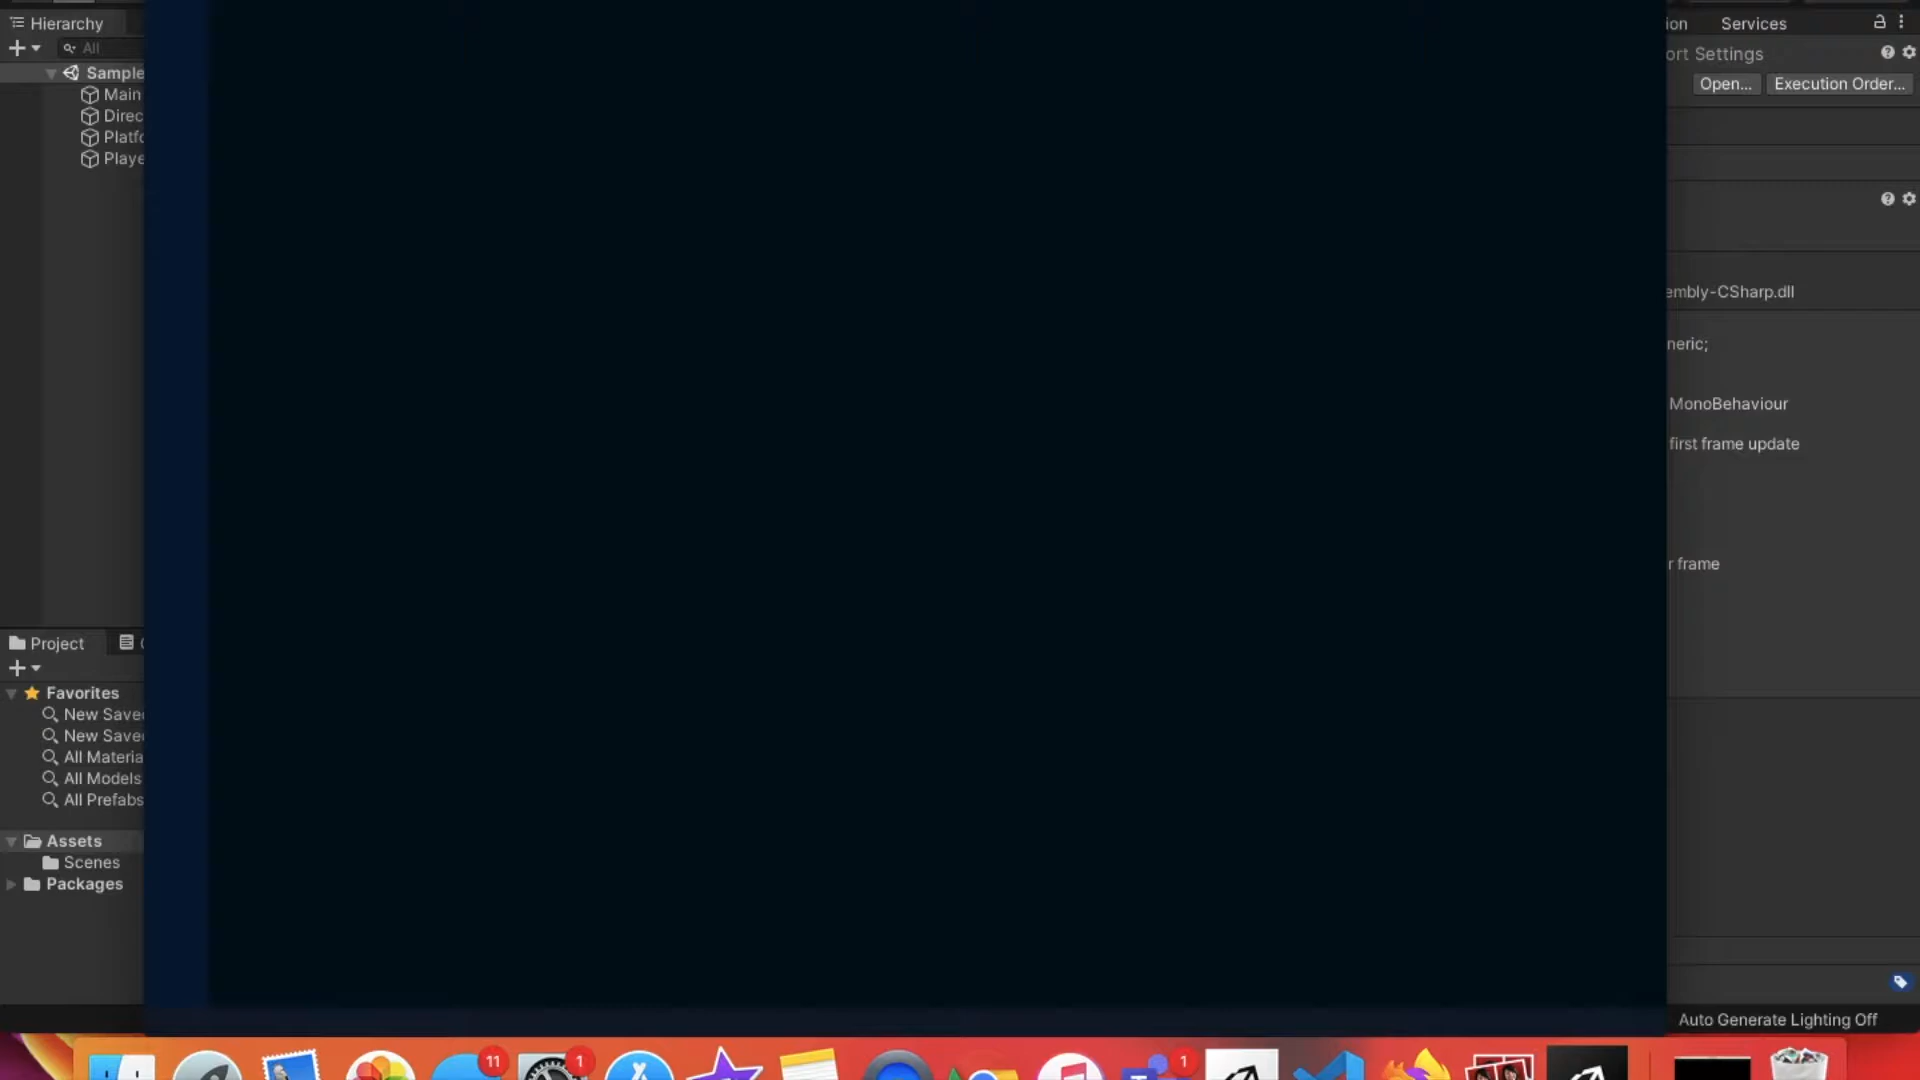 Hierarchy
All
Sample
Main
Direc
Platfo
Playe
Project
Favorites
New Saved
New Saved
All Materia
All Models
All Prefabs
Assets
Scenes
Packages
ion
Services
ort Settings
Open...
Execution Order...
embly-CSharp.dll
neric;
MonoBehaviour
first frame update
r frame
Auto Generate Lighting Off
11
1
1